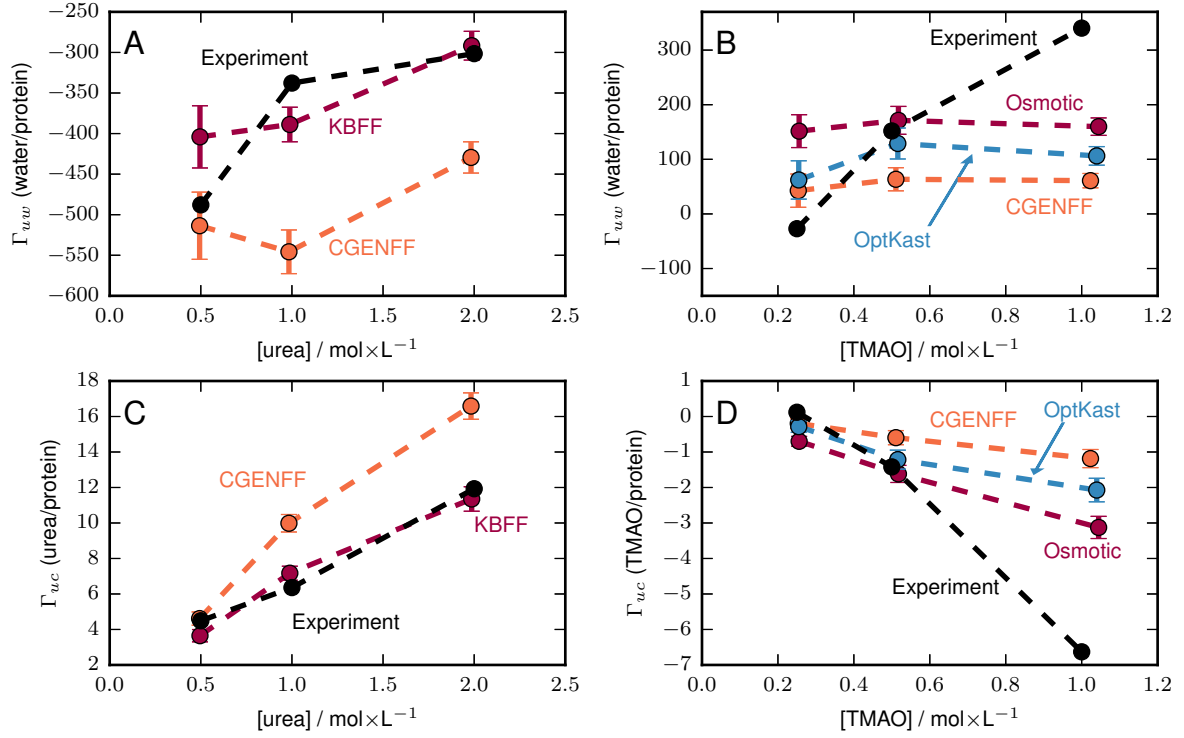 A
Γuw (water/protein)
−250
−300
−350
−400
−450
−500
−550
−600
Experiment
KBFF
CGENFF
0.0 0.5 1.0 1.5 2.0 2.5
[urea] / mol×L−1
B
Γuw (water/protein)
300
200
100
0
−100
Experiment
Osmotic
CGENFF
OptKast
0.0 0.2 0.4 0.6 0.8 1.0 1.2
[TMAO] / mol×L−1
C
Γuc (urea/protein)
18
16
14
12
10
8
6
4
2
CGENFF
KBFF
Experiment
0.0 0.5 1.0 1.5 2.0 2.5
[urea] / mol×L−1
D
Γuc (TMAO/protein)
1
0
−1
−2
−3
−4
−5
−6
−7
OptKast
CGENFF
Osmotic
Experiment
0.0 0.2 0.4 0.6 0.8 1.0 1.2
[TMAO] / mol×L−1